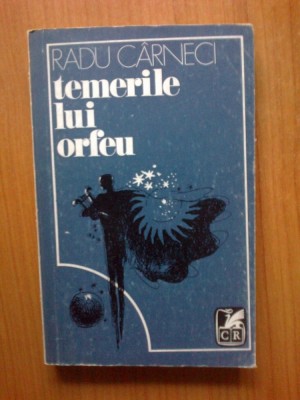 RADU CÂRNECI
temerile
lui
orfeu
CR